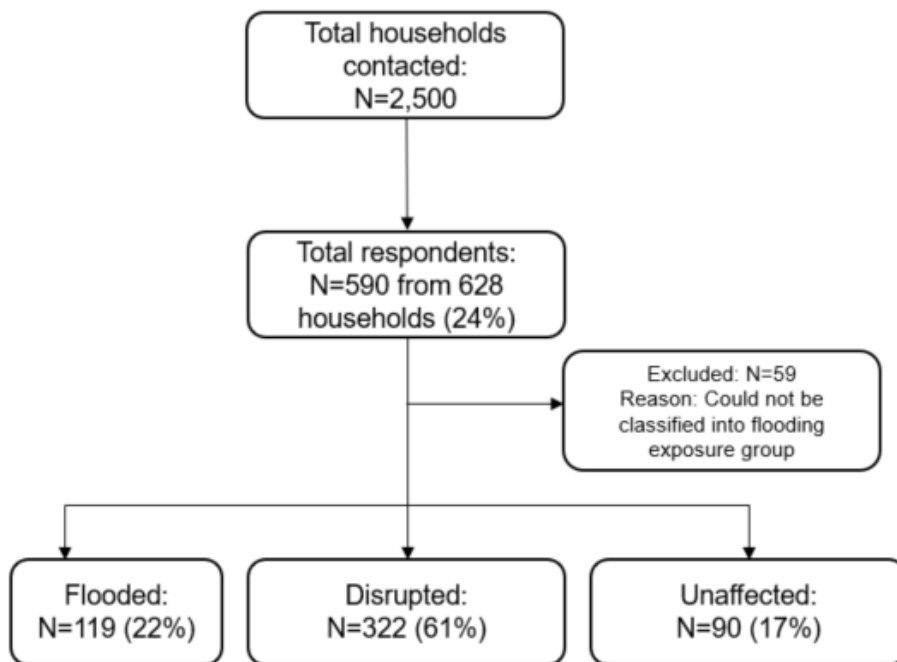 Total households
contacted:
N=2,500
Total respondents:
N=590 from 628
households (24%)
Excluded: N=59
Reason: Could not be
classified into flooding
exposure group
Flooded:
N=119 (22%)
Disrupted:
N=322 (61%)
Unaffected:
N=90 (17%)